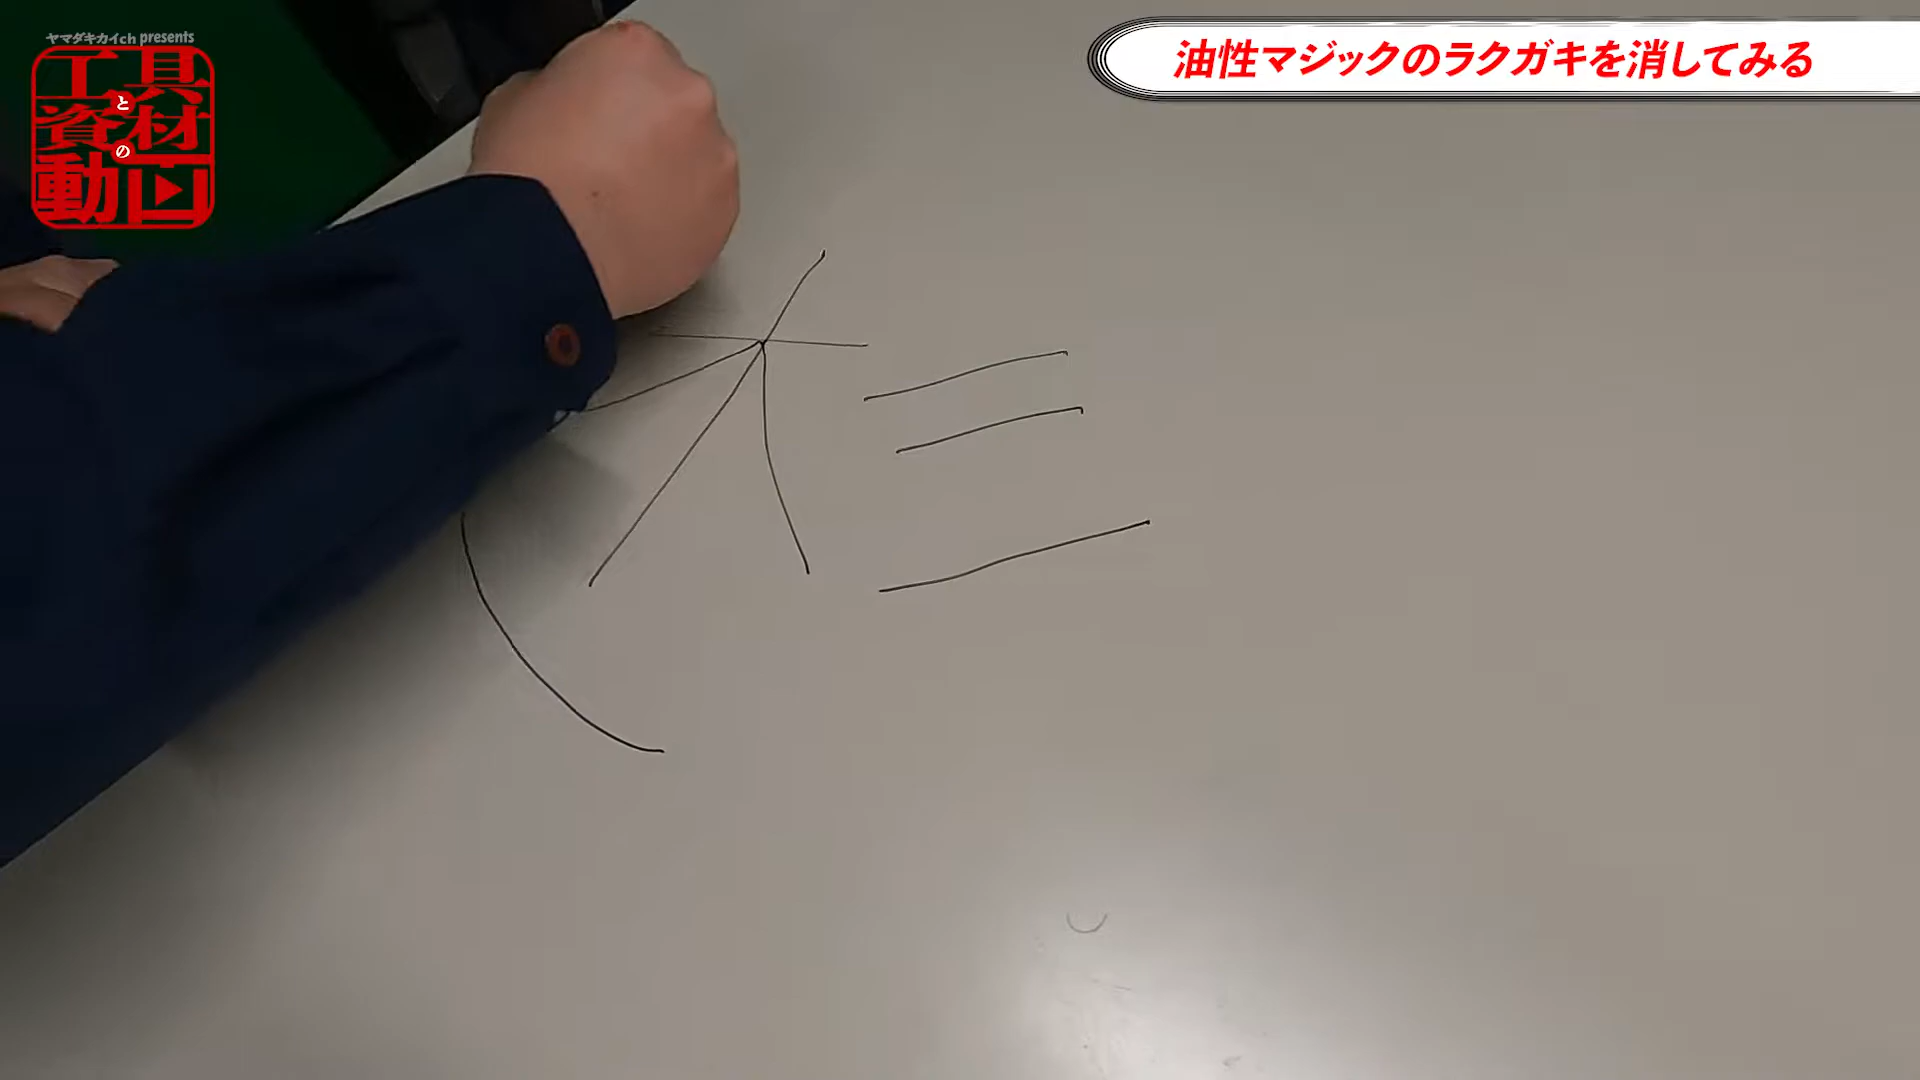 ヤマダキカイch presents
工具
と
資材
の
動画
油性マジックのラクガキを消してみる